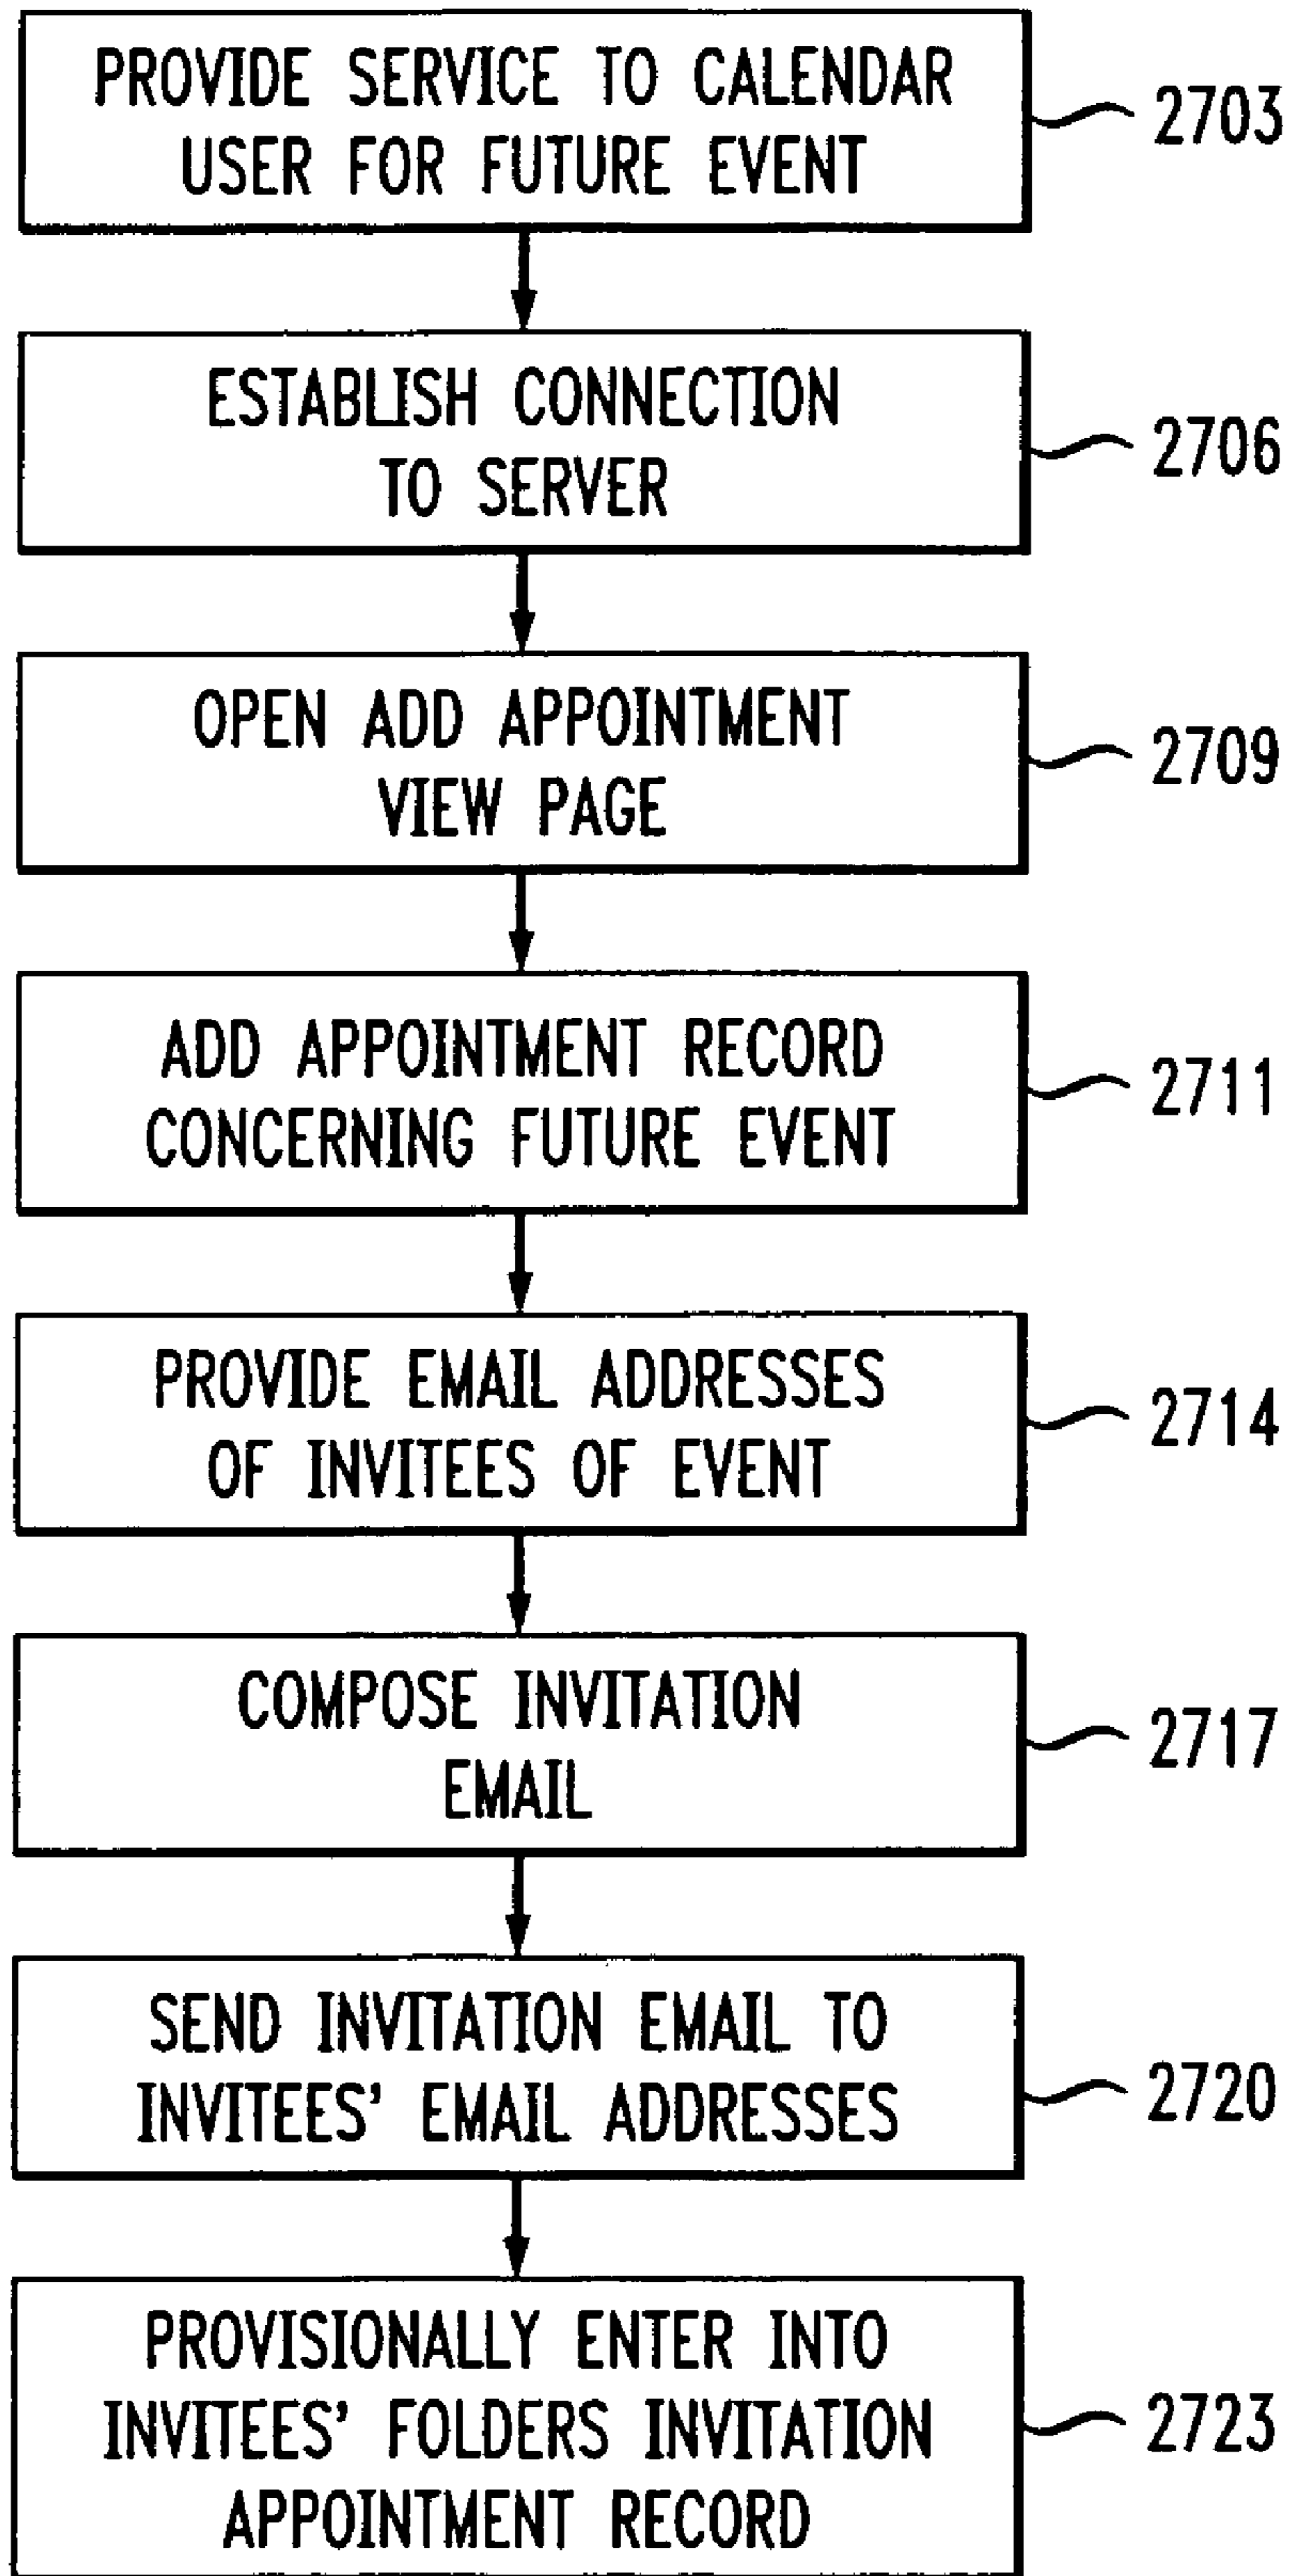 PROVIDE SERVICE TO CALENDAR
USER FOR FUTURE EVENT
2703
ESTABLISH CONNECTION
TO SERVER
2706
OPEN ADD APPOINTMENT
VIEW PAGE
2709
ADD APPOINTMENT RECORD
CONCERNING FUTURE EVENT
2711
PROVIDE EMAIL ADDRESSES
OF INVITEES OF EVENT
2714
COMPOSE INVITATION
EMAIL
2717
SEND INVITATION EMAIL TO
INVITEES' EMAIL ADDRESSES
2720
PROVISIONALLY ENTER INTO
INVITEES' FOLDERS INVITATION
APPOINTMENT RECORD
2723